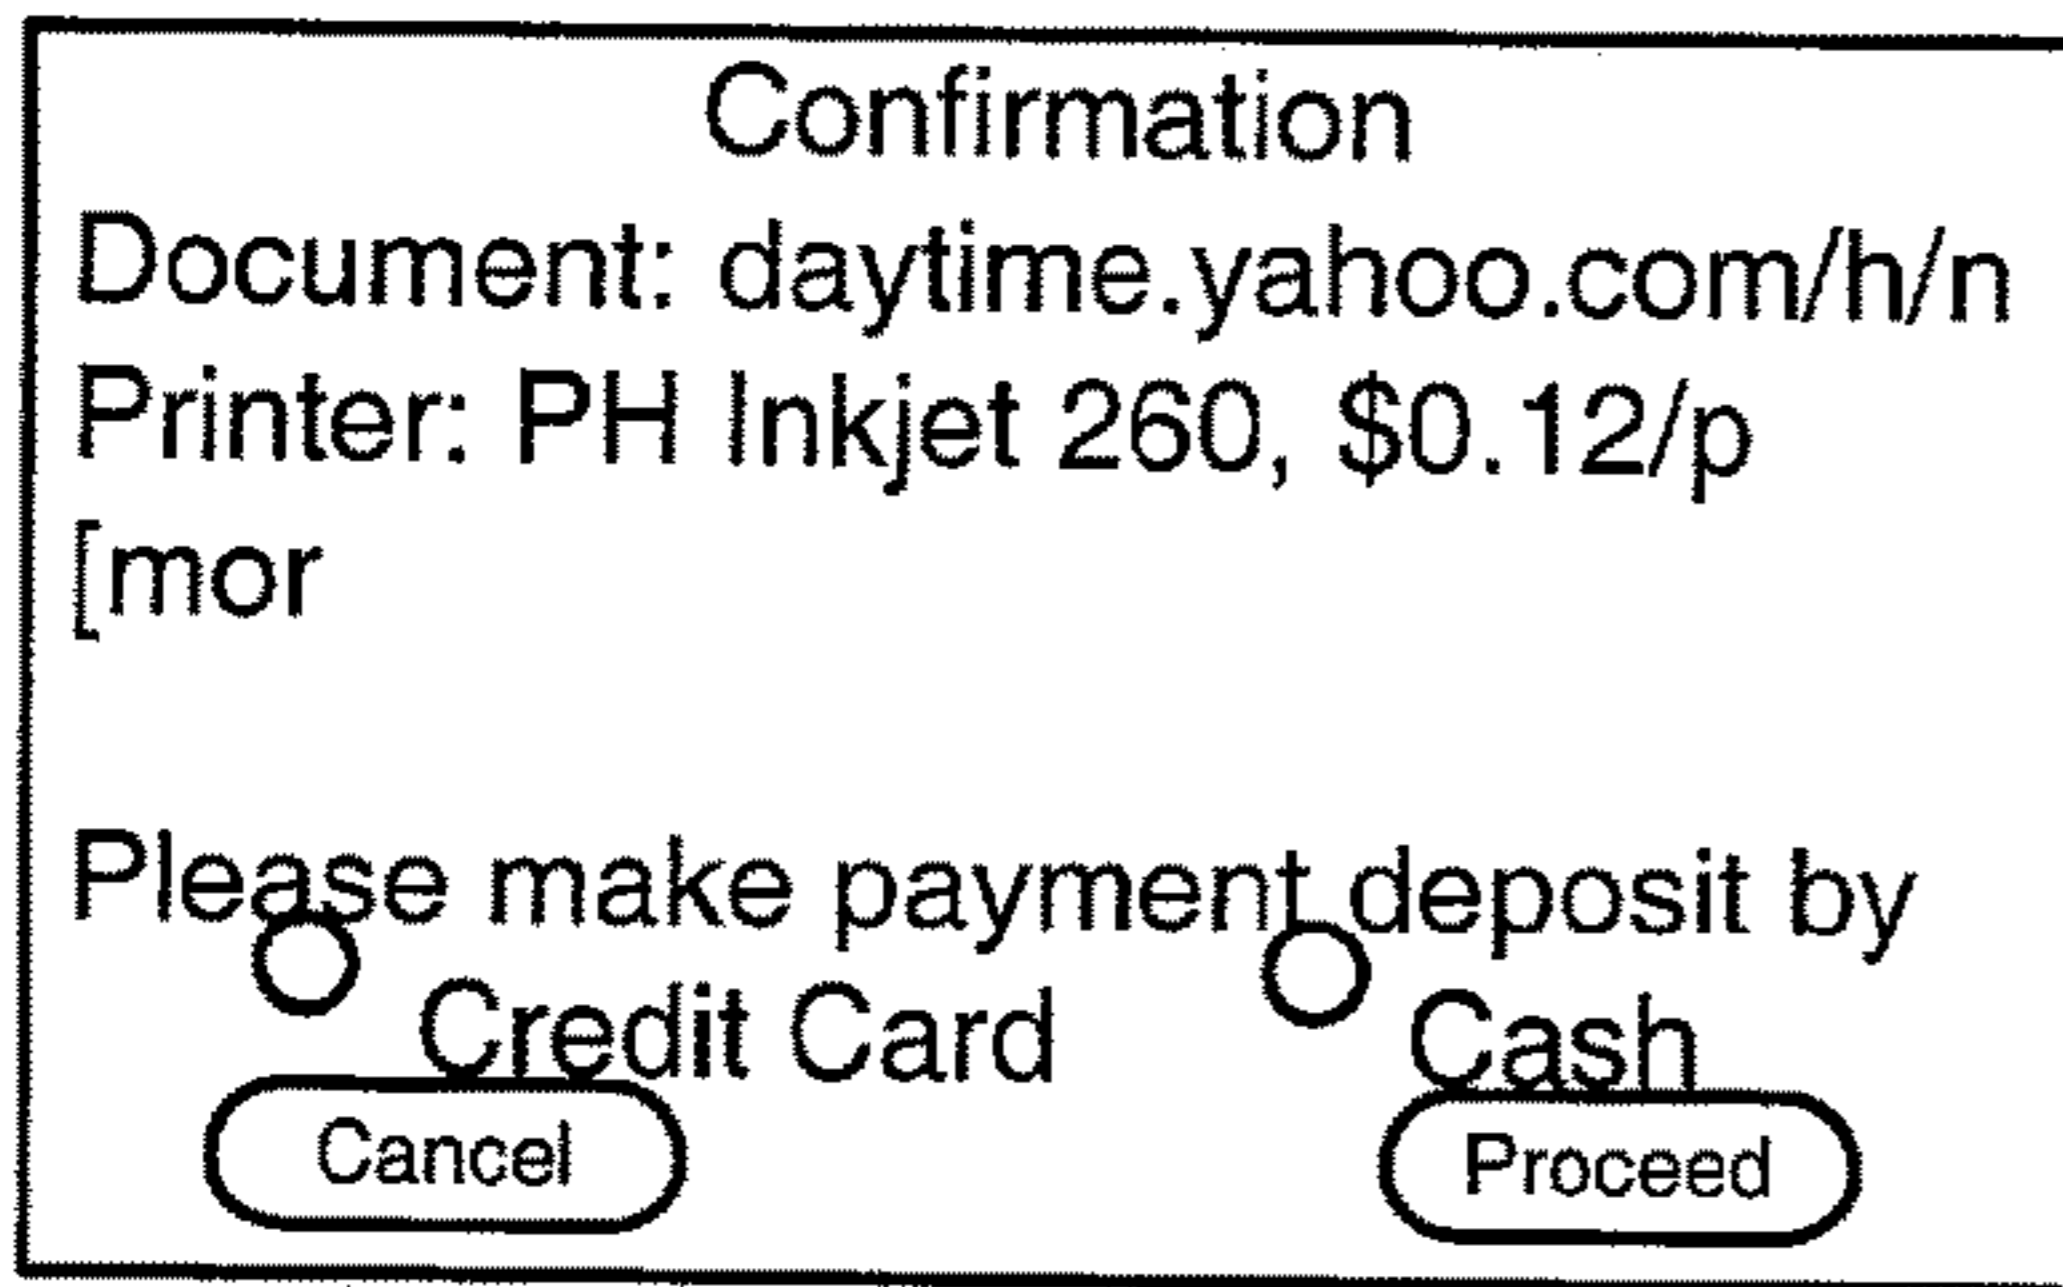 Confirmation
Document: daytime.yahoo.com/h/n
Printer: PH Inkjet 260, $0.12/p
[mor
Please make payment deposit by
Credit Card Cash
Cancel Proceed